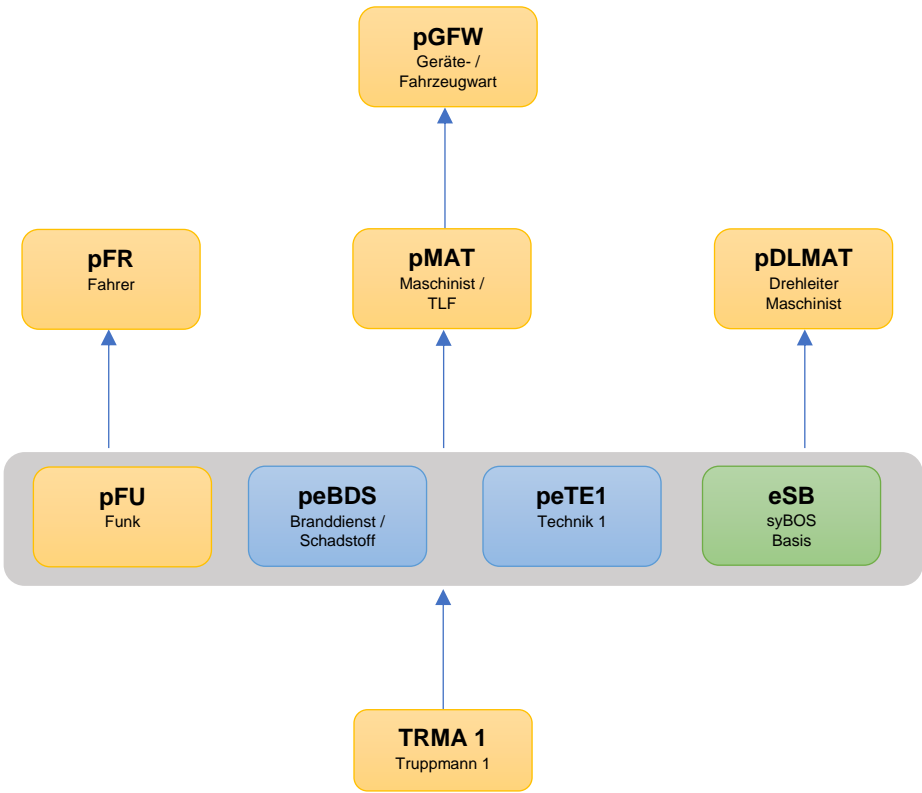 pGFW
Geräte- /
Fahrzeugwart
pFR
Fahrer
pMAT
Maschinist /
TLF
pDLMAT
Drehleiter
Maschinist
pFU
Funk
peBDS
Branddienst /
Schadstoff
peTE1
Technik 1
eSB
syBOS
Basis
TRMA 1
Truppmann 1